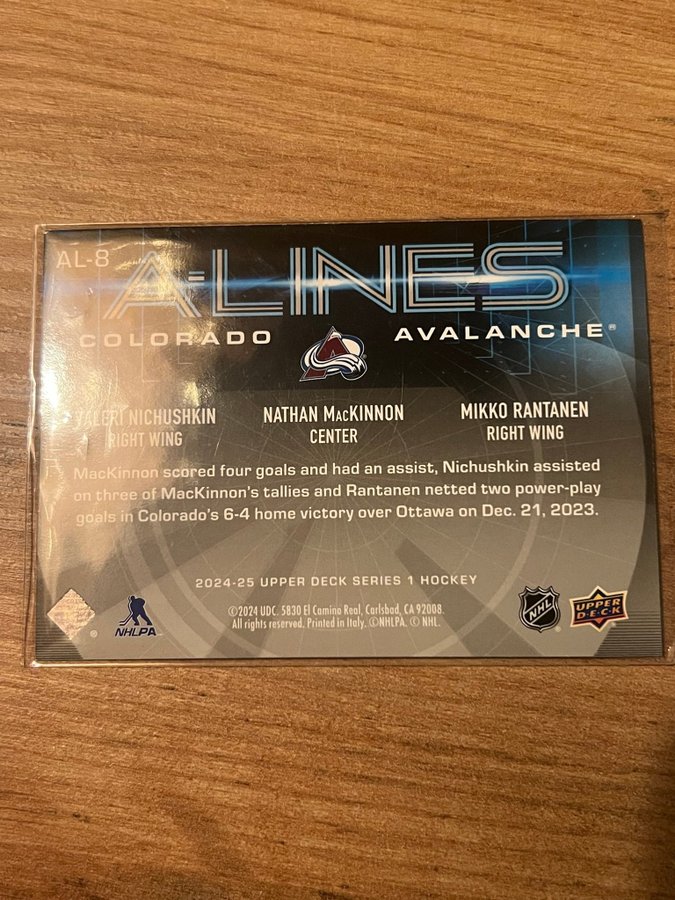 AL-8
A-LINES
COLORADO AVALANCHE®
VALERI NICHUSHKIN
RIGHT WING
NATHAN MacKINNON
CENTER
MIKKO RANTANEN
RIGHT WING
MacKinnon scored four goals and had an assist, Nichushkin assisted
on three of MacKinnon's tallies and Rantanen netted two power-play
goals in Colorado's 6-4 home victory over Ottawa on Dec. 21, 2023.
2024-25 UPPER DECK SERIES 1 HOCKEY
©2024 UDC. 5830 El Camino Real, Carlsbad, CA 92008.
All rights reserved. Printed in Italy. ©NHLPA. © NHL.
®
NHLPA
NHL
UPPER
D·E·C·K